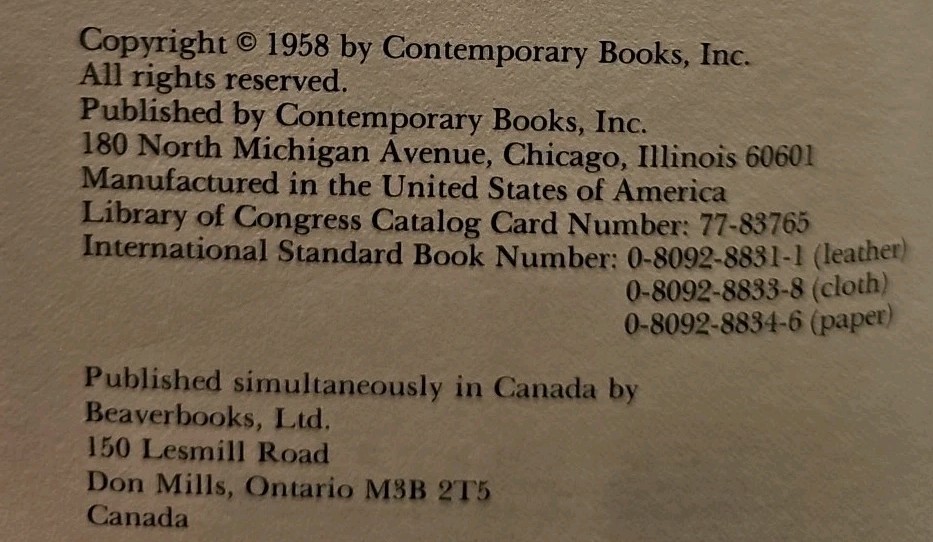 Copyright © 1958 by Contemporary Books, Inc.
All rights reserved.
Published by Contemporary Books, Inc.
180 North Michigan Avenue, Chicago, Illinois 60601
Manufactured in the United States of America
Library of Congress Catalog Card Number: 77-83765
International Standard Book Number: 0-8092-8831-1 (leather)
0-8092-8833-8 (cloth)
0-8092-8834-6 (paper)
Published simultaneously in Canada by
Beaverbooks, Ltd.
150 Lesmill Road
Don Mills, Ontario M3B 2T5
Canada